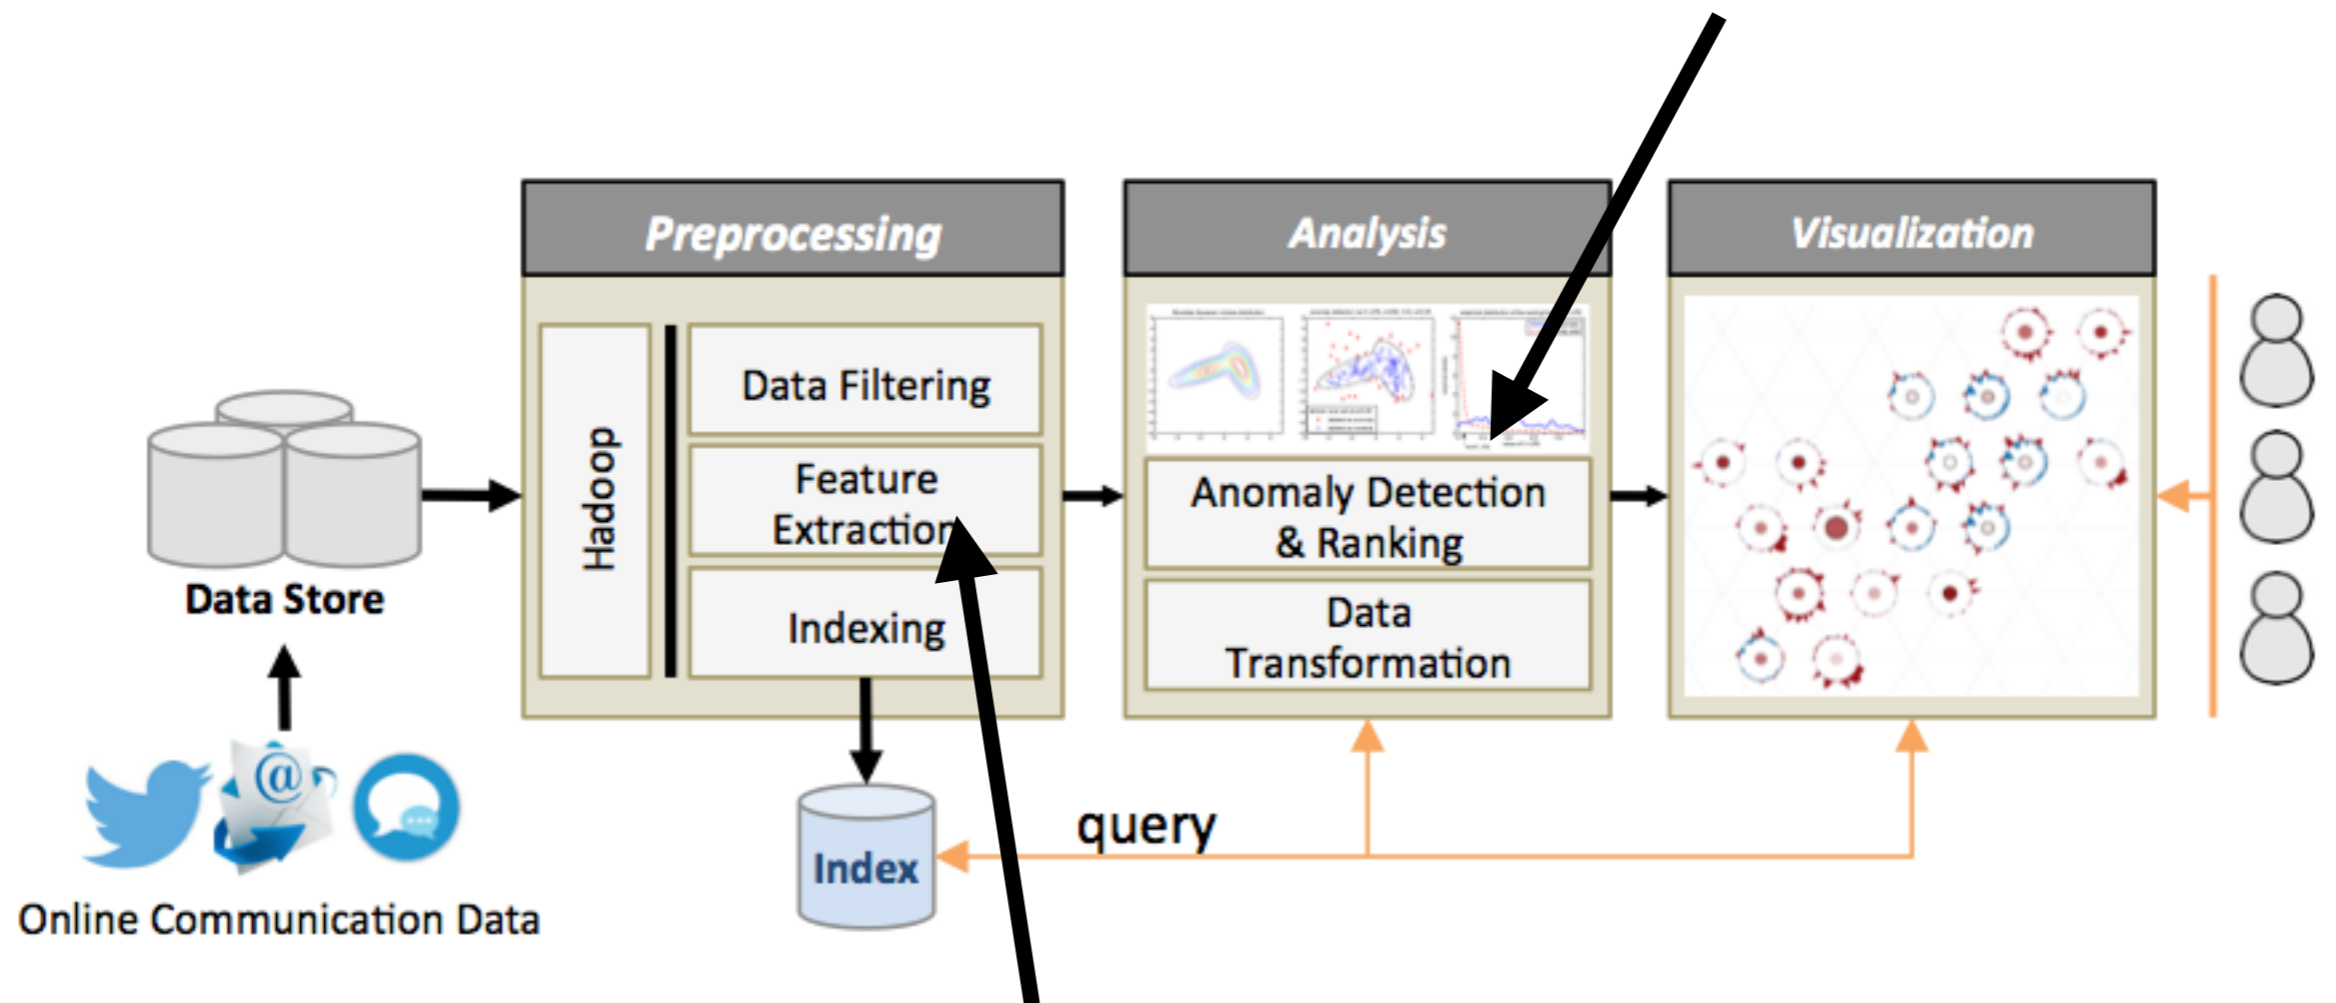 Preprocessing
Analysis
Visualization
Hadoop
Data Filtering
Feature
Extraction
Indexing
Anomaly Detection
& Ranking
Data
Transformation
Data Store
@
query
Index
Online Communication Data